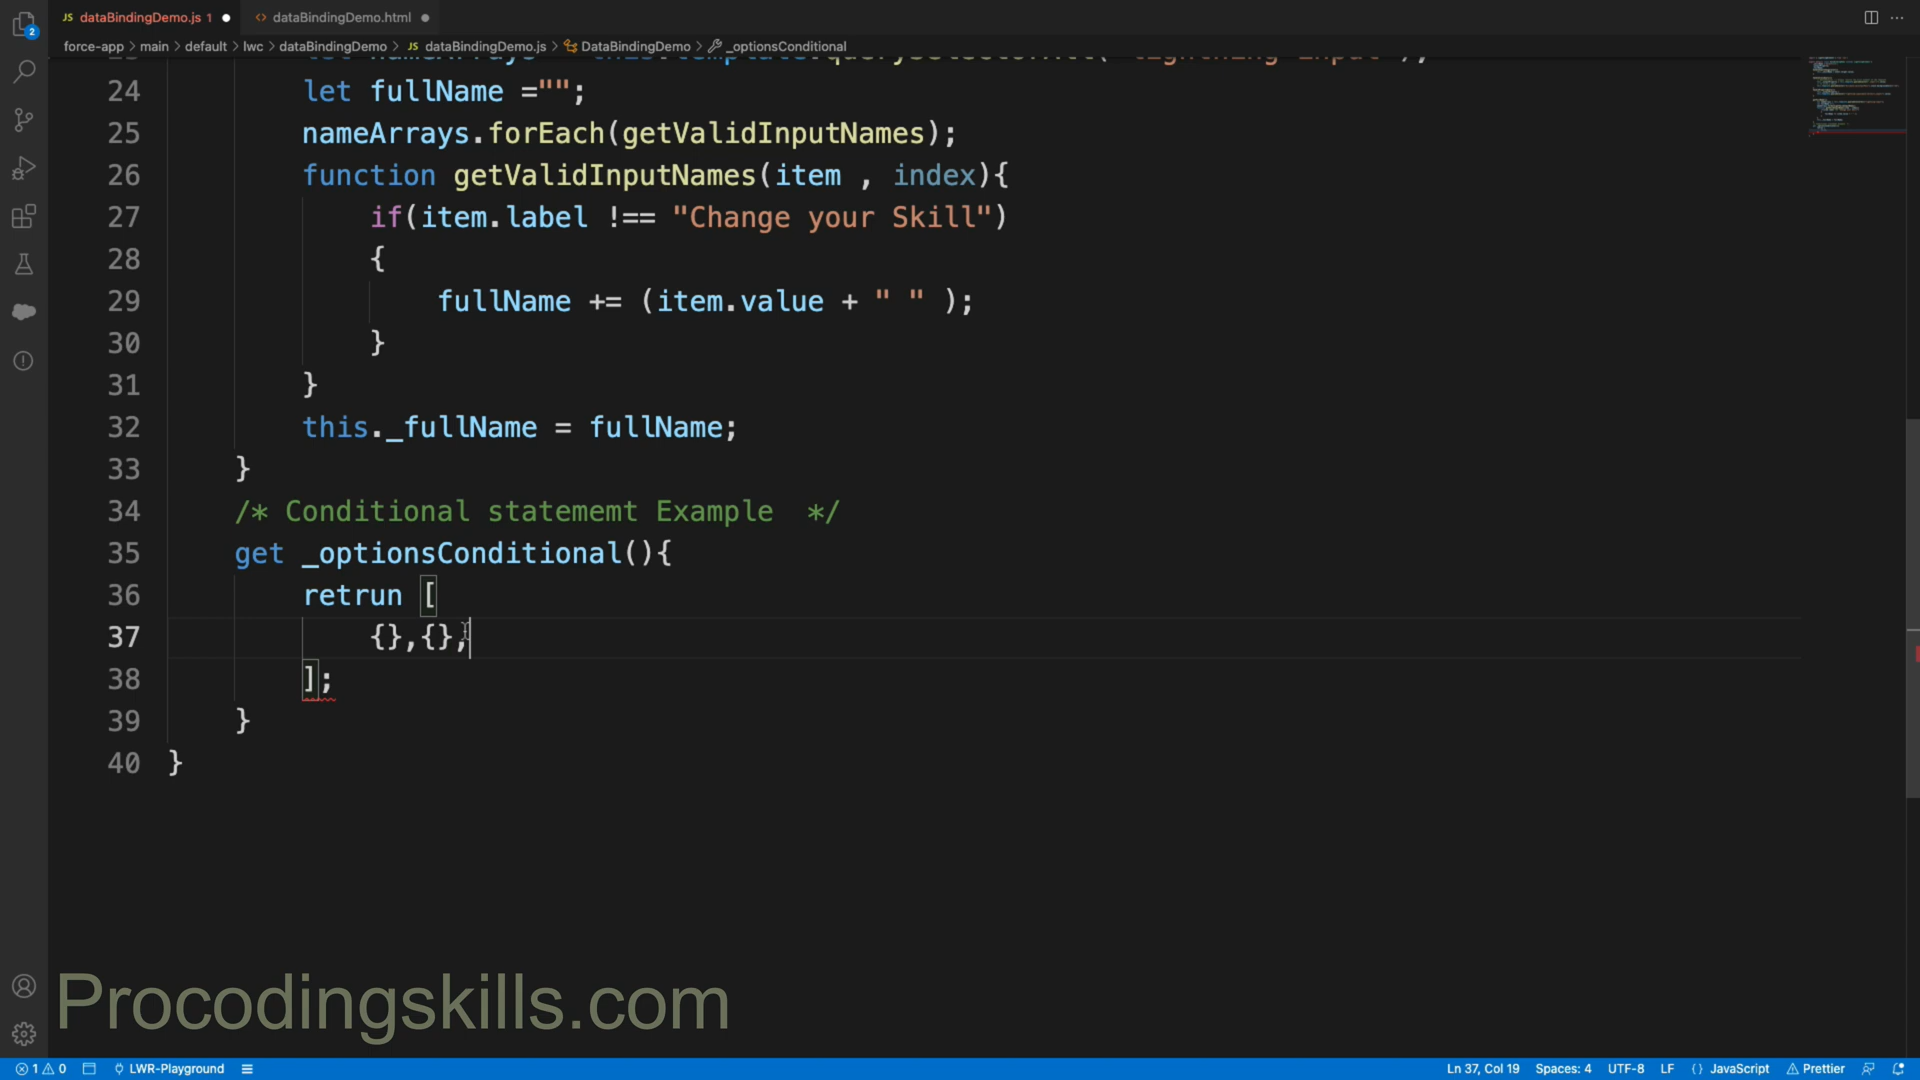 JS dataBindingDemo.js 1
<> dataBindingDemo.html
force-app > main > default > lwc > dataBindingDemo > JS dataBindingDemo.js > DataBindingDemo > _optionsConditional
24 let fullName ="";
25 nameArrays.forEach(getValidInputNames);
26 function getValidInputNames(item , index){
27 if(item.label !== "Change your Skill")
28 {
29 fullName += (item.value + " " );
30 }
31 }
32 this._fullName = fullName;
33 }
34 /* Conditional statememt Example */
35 get _optionsConditional(){
36 retrun [
37 {},{},
38 ];
39 }
40 }
2
Procodingskills.com
1 0 LWR-Playground
Ln 37, Col 19 Spaces: 4 UTF-8 LF {} JavaScript Prettier